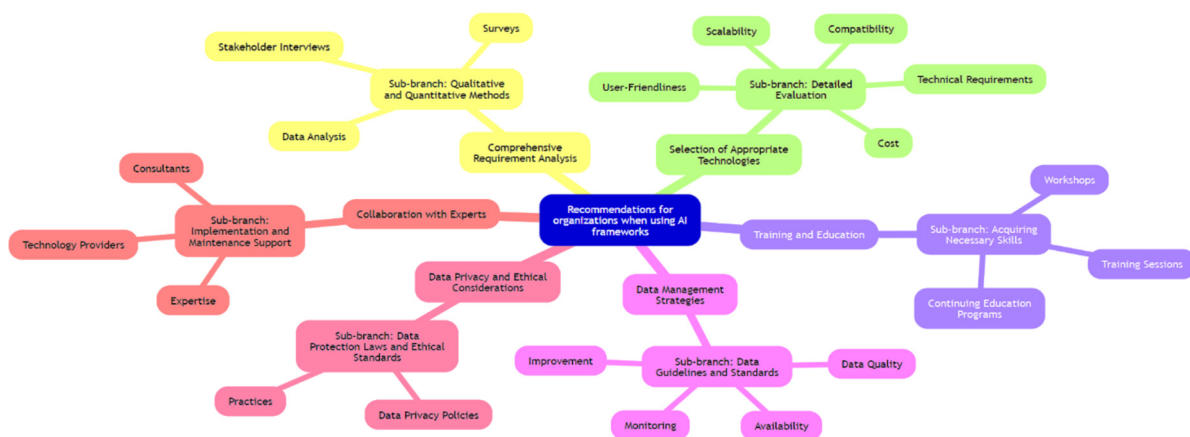 Recommendations for
organizations when using AI
frameworks
Comprehensive
Requirement Analysis
Sub-branch: Qualitative
and Quantitative Methods
Stakeholder Interviews
Surveys
Data Analysis
Selection of Appropriate
Technologies
Sub-branch: Detailed
Evaluation
Scalability
Compatibility
User-Friendliness
Technical Requirements
Cost
Training and Education
Sub-branch: Acquiring
Necessary Skills
Workshops
Training Sessions
Continuing Education
Programs
Data Management
Strategies
Sub-branch: Data
Guidelines and Standards
Improvement
Data Quality
Monitoring
Availability
Data Privacy and Ethical
Considerations
Sub-branch: Data
Protection Laws and Ethical
Standards
Practices
Data Privacy Policies
Collaboration with Experts
Sub-branch:
Implementation and
Maintenance Support
Consultants
Technology Providers
Expertise